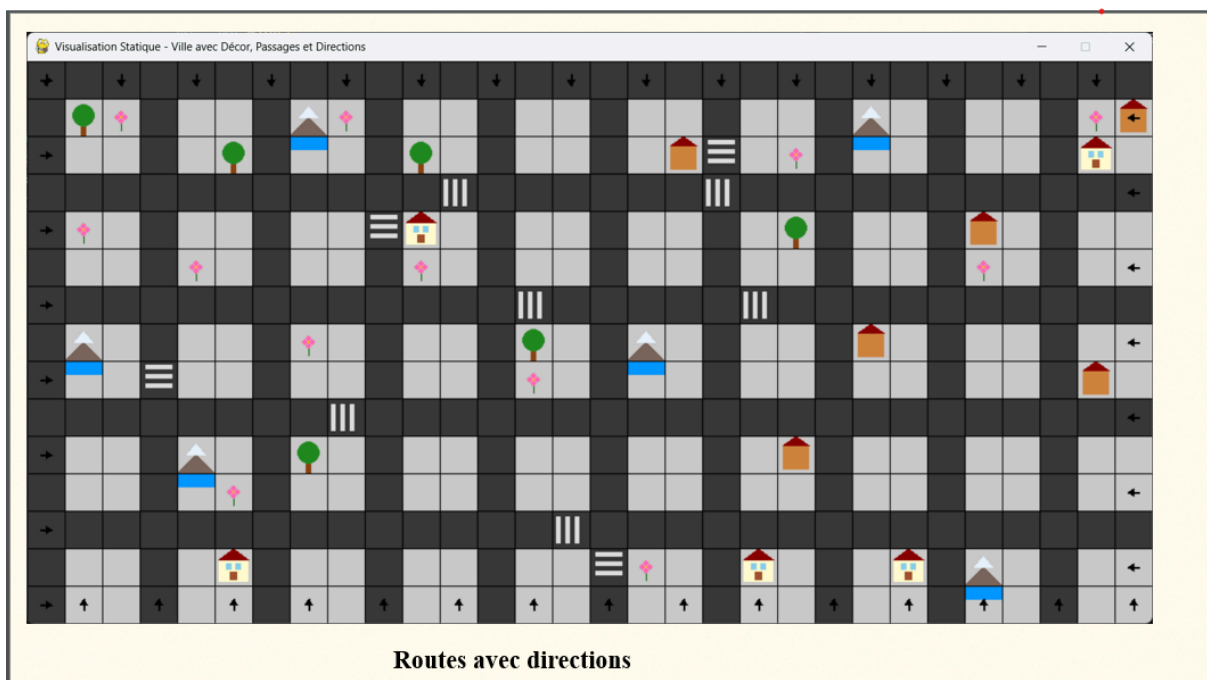 Visualisation Statique - Ville avec Décor, Passages et Directions
Routes avec directions